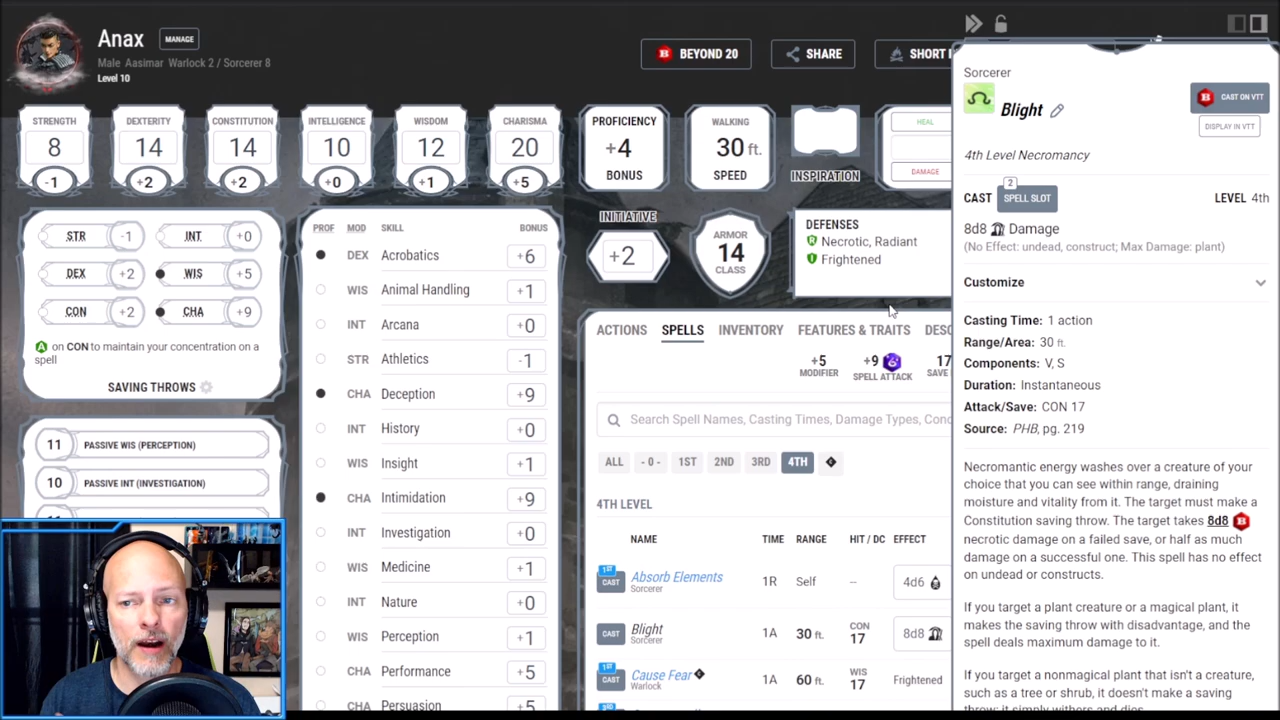 Anax
MANAGE
Male Aasimar Warlock 2 / Sorcerer 8
Level 10
BEYOND 20
SHARE
SHORT
STRENGTH
8
-1
DEXTERITY
14
+2
CONSTITUTION
14
+2
INTELLIGENCE
10
+0
WISDOM
12
+1
CHARISMA
20
+5
PROFICIENCY
+4
BONUS
WALKING
30 ft.
SPEED
INSPIRATION
HEAL
DAMAGE
STR -1
INT +0
DEX +2
WIS +5
CON +2
CHA +9
A on CON to maintain your concentration on a
spell
SAVING THROWS
11 PASSIVE WIS (PERCEPTION)
10 PASSIVE INT (INVESTIGATION)
PROF MOD SKILL BONUS
DEX Acrobatics +6
WIS Animal Handling +1
INT Arcana +0
STR Athletics -1
CHA Deception +9
INT History +0
WIS Insight +1
CHA Intimidation +9
INT Investigation +0
WIS Medicine +1
INT Nature +0
WIS Perception +1
CHA Performance +5
CHA Persuasion +5
INITIATIVE
+2
ARMOR
14
CLASS
DEFENSES
R Necrotic, Radiant
Frightened
ACTIONS SPELLS INVENTORY FEATURES & TRAITS DESC
+5
MODIFIER
+9
SPELL ATTACK
17
SAVE
Search Spell Names, Casting Times, Damage Types, Conc
ALL - 0 - 1ST 2ND 3RD 4TH
4TH LEVEL
NAME TIME RANGE HIT / DC EFFECT
1ST
CAST Absorb Elements 1R Self -- 4d6
Sorcerer
CAST Blight 1A 30 ft. CON 17 8d8
Sorcerer
1ST
CAST Cause Fear 1A 60 ft. WIS 17 Frightened
Warlock
Sorcerer
Blight
CAST ON VTT
DISPLAY IN VTT
4th Level Necromancy
2
CAST SPELL SLOT LEVEL 4th
8d8 Damage
(No Effect: undead, construct; Max Damage: plant)
Customize
Casting Time: 1 action
Range/Area: 30 ft.
Components: V, S
Duration: Instantaneous
Attack/Save: CON 17
Source: PHB, pg. 219
Necromantic energy washes over a creature of your
choice that you can see within range, draining
moisture and vitality from it. The target must make a
Constitution saving throw. The target takes 8d8
necrotic damage on a failed save, or half as much
damage on a successful one. This spell has no effect
on undead or constructs.
If you target a plant creature or a magical plant, it
makes the saving throw with disadvantage, and the
spell deals maximum damage to it.
If you target a nonmagical plant that isn't a creature,
such as a tree or shrub, it doesn't make a saving
throw; it simply withers and dies.